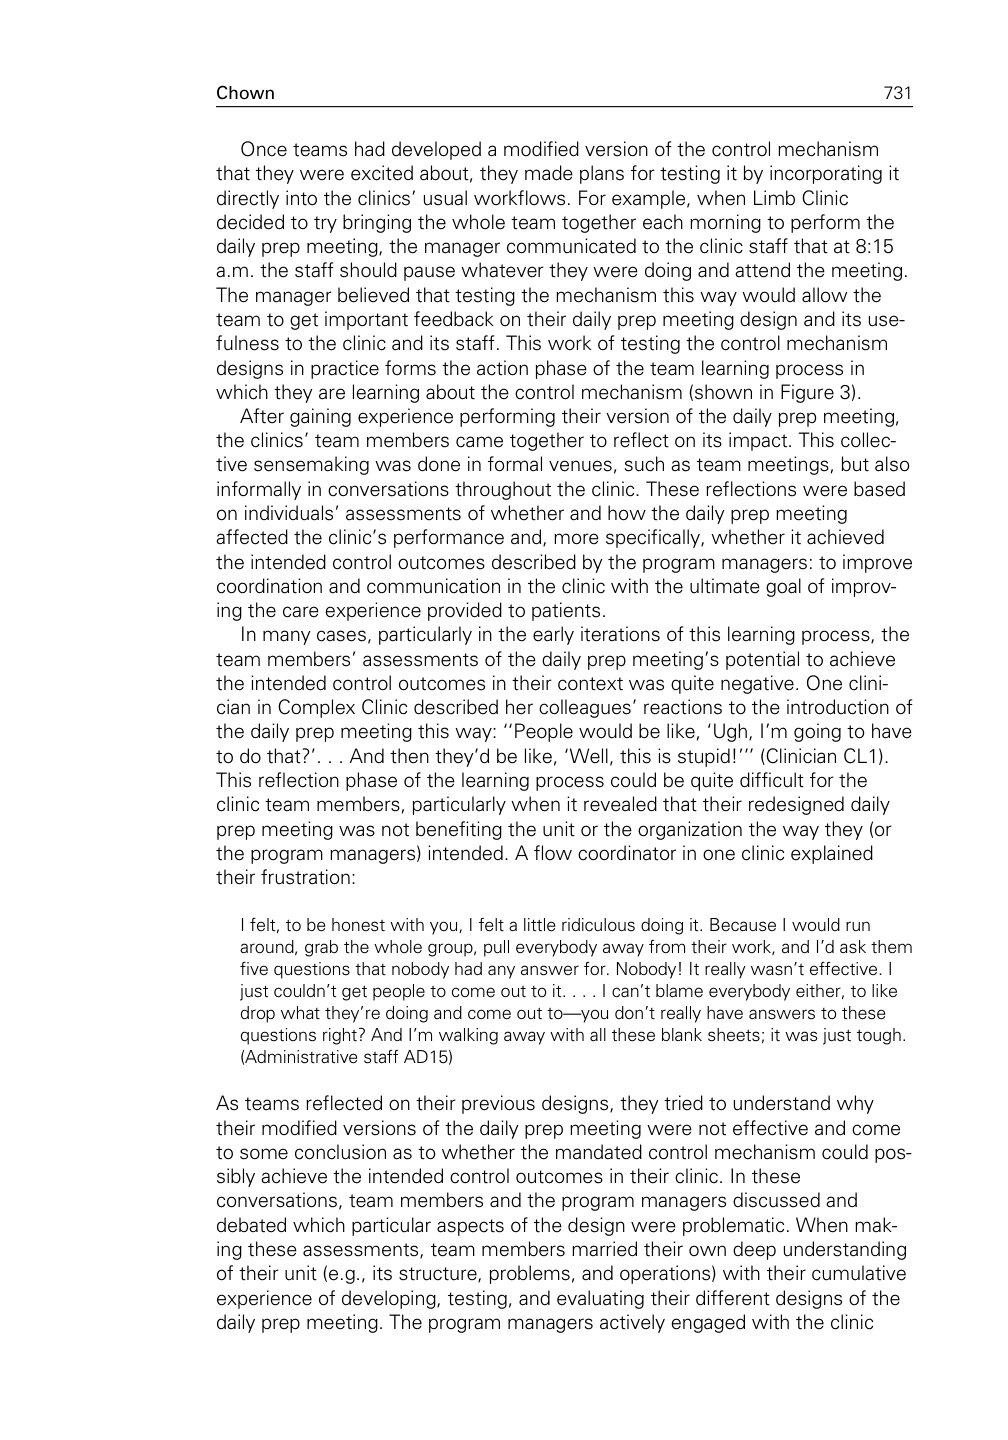 Chown 731
Once teams had developed a modified version of the control mechanism
that they were excited about, they made plans for testing it by incorporating it
directly into the clinics' usual workflows. For example, when Limb Clinic
decided to try bringing the whole team together each morning to perform the
daily prep meeting, the manager communicated to the clinic staff that at 8:15
a.m. the staff should pause whatever they were doing and attend the meeting.
The manager believed that testing the mechanism this way would allow the
team to get important feedback on their daily prep meeting design and its use-
fulness to the clinic and its staff. This work of testing the control mechanism
designs in practice forms the action phase of the team learning process in
which they are learning about the control mechanism (shown in Figure 3).
After gaining experience performing their version of the daily prep meeting,
the clinics' team members came together to reflect on its impact. This collec-
tive sensemaking was done in formal venues, such as team meetings, but also
informally in conversations throughout the clinic. These reflections were based
on individuals' assessments of whether and how the daily prep meeting
affected the clinic's performance and, more specifically, whether it achieved
the intended control outcomes described by the program managers: to improve
coordination and communication in the clinic with the ultimate goal of improv-
ing the care experience provided to patients.
In many cases, particularly in the early iterations of this learning process, the
team members' assessments of the daily prep meeting's potential to achieve
the intended control outcomes in their context was quite negative. One clini-
cian in Complex Clinic described her colleagues' reactions to the introduction of
the daily prep meeting this way: ''People would be like, 'Ugh, I'm going to have
to do that?'. . . And then they'd be like, 'Well, this is stupid!''' (Clinician CL1).
This reflection phase of the learning process could be quite difficult for the
clinic team members, particularly when it revealed that their redesigned daily
prep meeting was not benefiting the unit or the organization the way they (or
the program managers) intended. A flow coordinator in one clinic explained
their frustration:
I felt, to be honest with you, I felt a little ridiculous doing it. Because I would run
around, grab the whole group, pull everybody away from their work, and I'd ask them
five questions that nobody had any answer for. Nobody! It really wasn't effective. I
just couldn't get people to come out to it. . . . I can't blame everybody either, to like
drop what they're doing and come out to—you don't really have answers to these
questions right? And I'm walking away with all these blank sheets; it was just tough.
(Administrative staff AD15)
As teams reflected on their previous designs, they tried to understand why
their modified versions of the daily prep meeting were not effective and come
to some conclusion as to whether the mandated control mechanism could pos-
sibly achieve the intended control outcomes in their clinic. In these
conversations, team members and the program managers discussed and
debated which particular aspects of the design were problematic. When mak-
ing these assessments, team members married their own deep understanding
of their unit (e.g., its structure, problems, and operations) with their cumulative
experience of developing, testing, and evaluating their different designs of the
daily prep meeting. The program managers actively engaged with the clinic